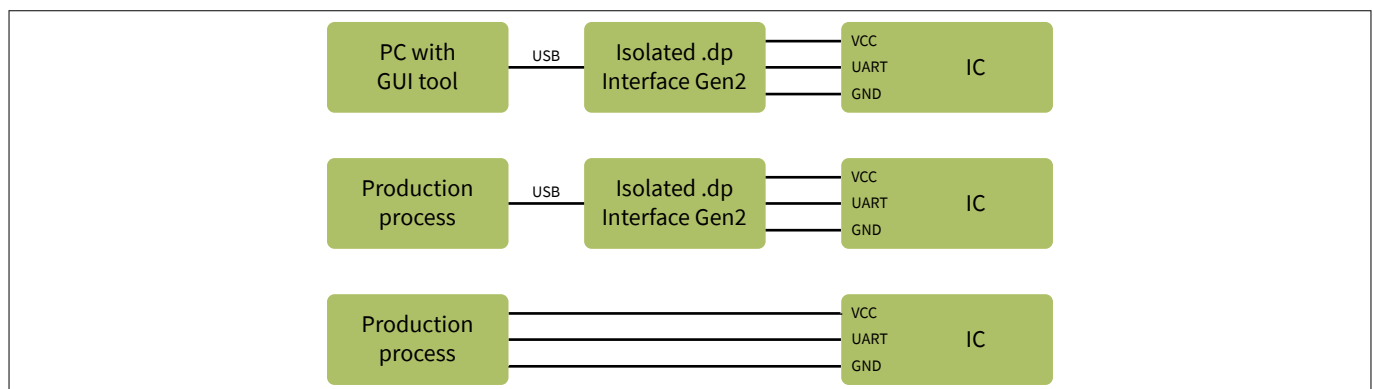 PC with
GUI tool
USB
Isolated .dp
Interface Gen2
VCC
UART
GND
IC
Production
process
USB
Isolated .dp
Interface Gen2
VCC
UART
GND
IC
Production
process
VCC
UART
GND
IC